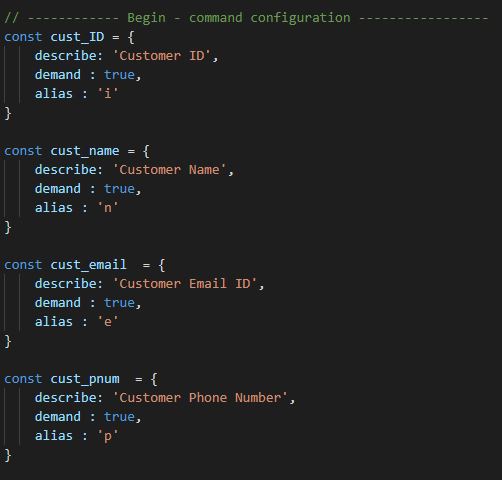 // ------------ Begin - command configuration -----------------
const cust_ID = {
    describe: 'Customer ID',
    demand : true,
    alias : 'i'
}

const cust_name = {
    describe: 'Customer Name',
    demand : true,
    alias : 'n'
}

const cust_email  = {
    describe: 'Customer Email ID',
    demand : true,
    alias : 'e'
}

const cust_pnum  = {
    describe: 'Customer Phone Number',
    demand : true,
    alias : 'p'
}